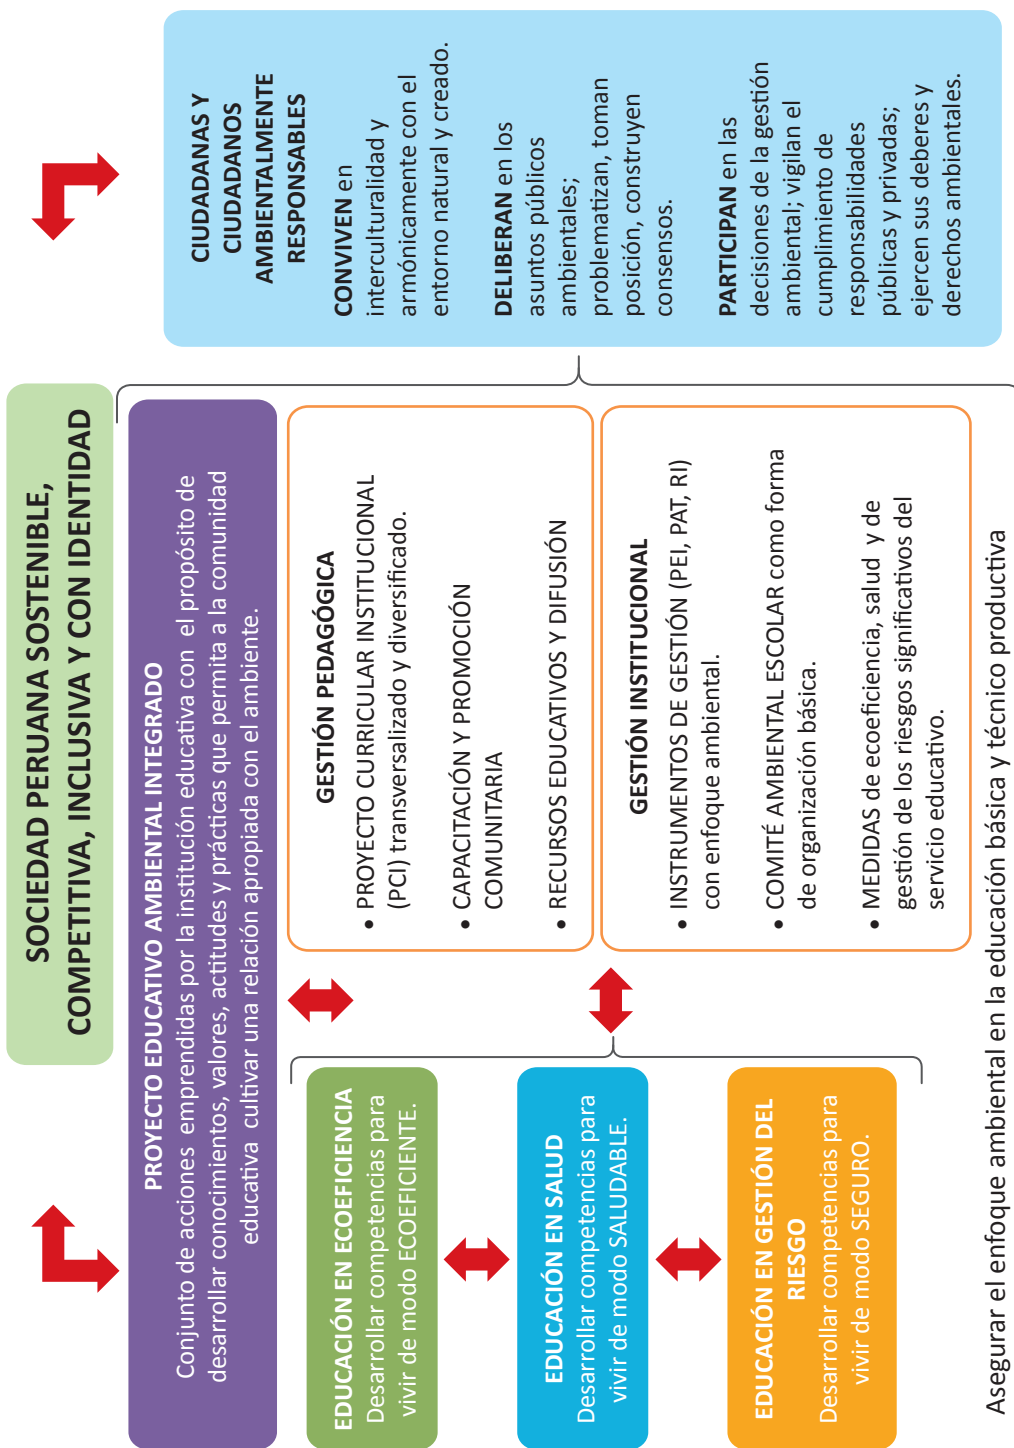 SOCIEDAD PERUANA SOSTENIBLE,
COMPETITIVA, INCLUSIVA Y CON IDENTIDAD
PROYECTO EDUCATIVO AMBIENTAL INTEGRADO
Conjunto de acciones emprendidas por la institución educativa con el propósito de
desarrollar conocimientos, valores, actitudes y prácticas que permita a la comunidad
educativa cultivar una relación apropiada con el ambiente.
EDUCACIÓN EN ECOEFICIENCIA
Desarrollar competencias para
vivir de modo ECOEFICIENTE.
EDUCACIÓN EN SALUD
Desarrollar competencias para
vivir de modo SALUDABLE.
EDUCACIÓN EN GESTIÓN DEL
RIESGO
Desarrollar competencias para
vivir de modo SEGURO.
GESTIÓN PEDAGÓGICA
• PROYECTO CURRICULAR INSTITUCIONAL
(PCI) transversalizado y diversificado.
• CAPACITACIÓN Y PROMOCIÓN
COMUNITARIA
• RECURSOS EDUCATIVOS Y DIFUSIÓN
GESTIÓN INSTITUCIONAL
• INSTRUMENTOS DE GESTIÓN (PEI, PAT, RI)
con enfoque ambiental.
• COMITÉ AMBIENTAL ESCOLAR como forma
de organización básica.
• MEDIDAS de ecoeficiencia, salud y de
gestión de los riesgos significativos del
servicio educativo.
CIUDADANAS Y
CIUDADANOS
AMBIENTALMENTE
RESPONSABLES
CONVIVEN en
interculturalidad y
armónicamente con el
entorno natural y creado.
DELIBERAN en los
asuntos públicos
ambientales;
problematizan, toman
posición, construyen
consensos.
PARTICIPAN en las
decisiones de la gestión
ambiental; vigilan el
cumplimiento de
responsabilidades
públicas y privadas;
ejercen sus deberes y
derechos ambientales.
Asegurar el enfoque ambiental en la educación básica y técnico productiva